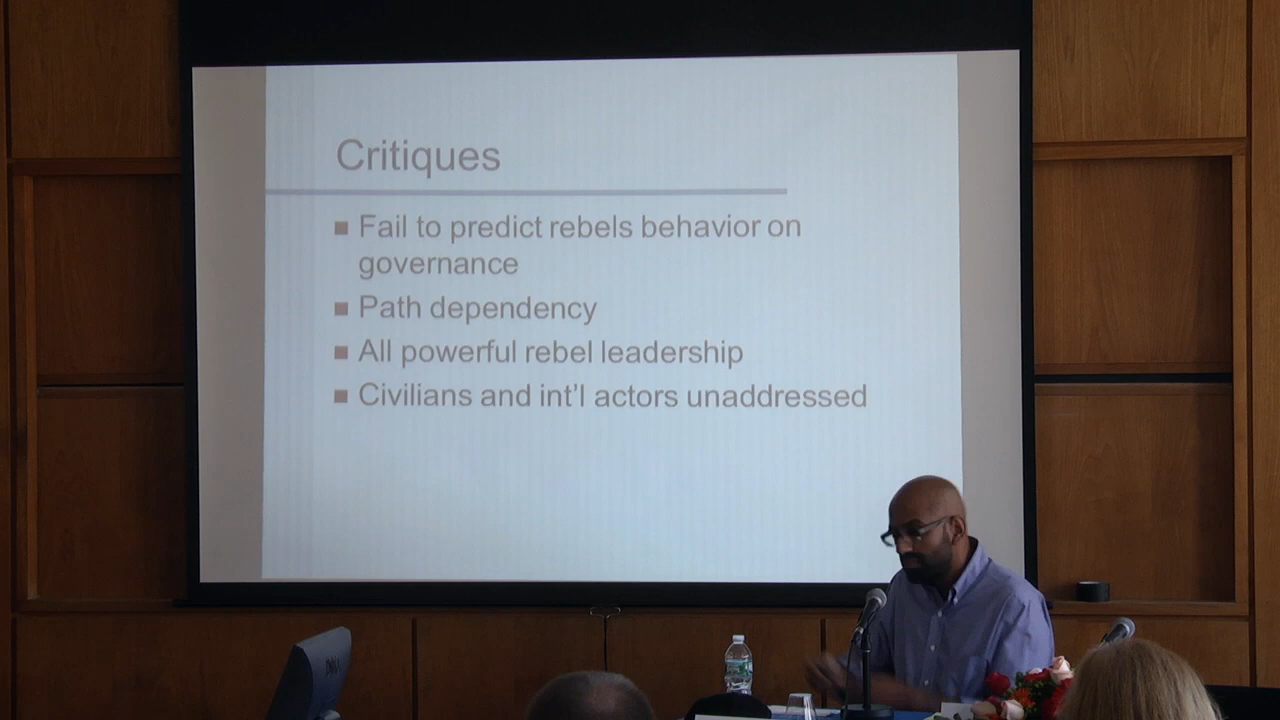 Critiques
Fail to predict rebels behavior on
governance
Path dependency
All powerful rebel leadership
Civilians and int'l actors unaddressed
DELL